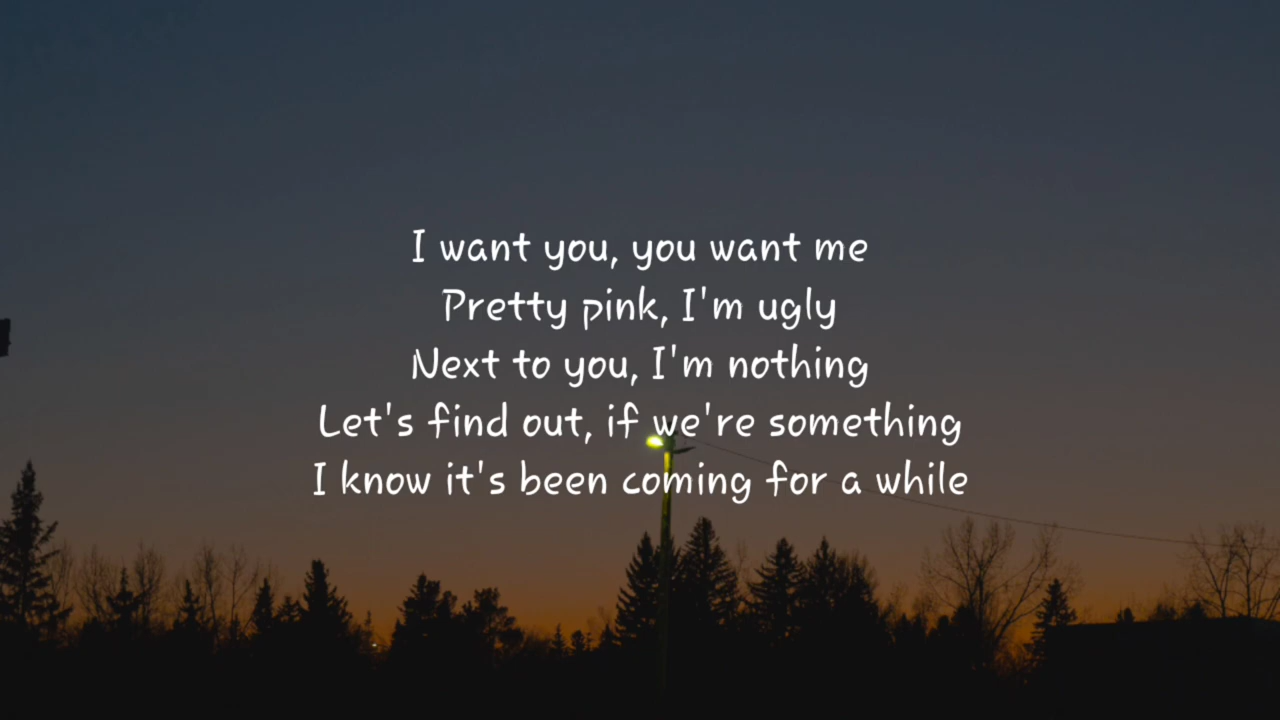 I want you, you want me
Pretty pink, I'm ugly
Next to you, I'm nothing
Let's find out, if we're something
I know it's been coming for a while